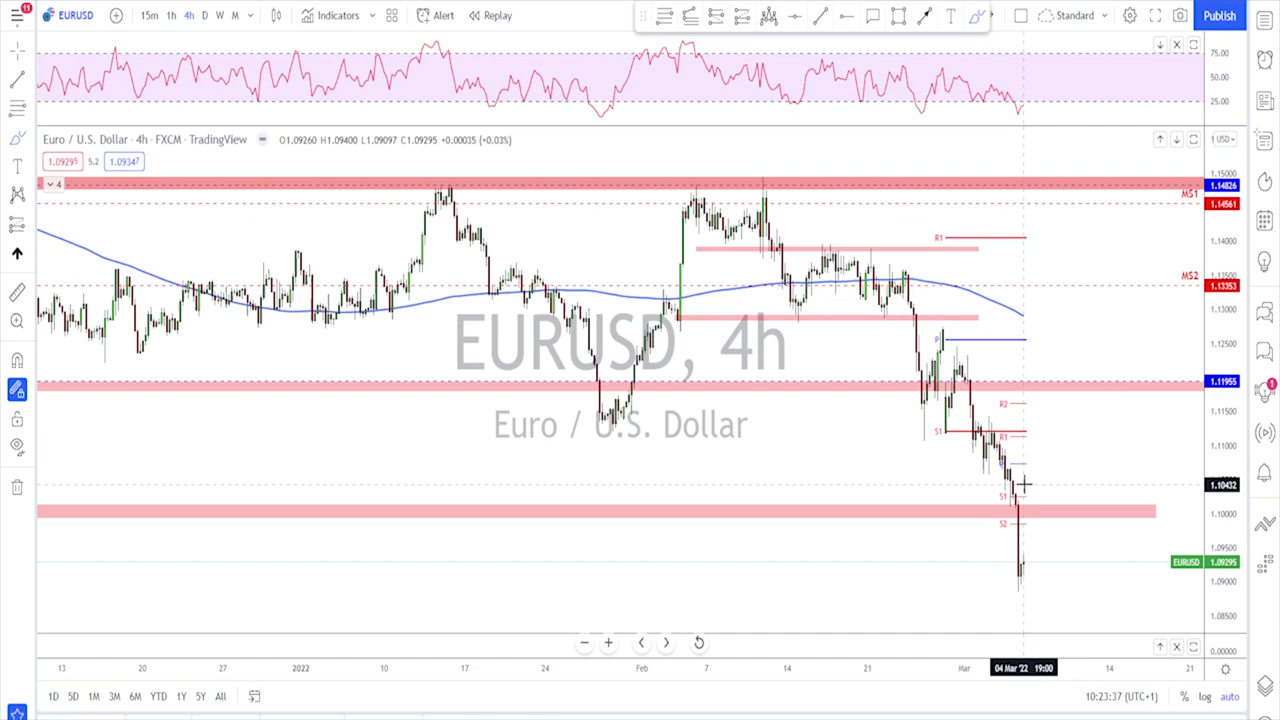 11
EURUSD 15m 1h 4h D W M Indicators Alert Replay Standard Publish
75.00
50.00
25.00
Euro / U.S. Dollar · 4h · FXCM · TradingView O1.09260 H1.09400 L1.09097 C1.09295 +0.00035 (+0.03%)
USD
1.09295 5.2 1.09347
4
1.15000
1.14826
MS1
1.14561
R1
1.14000
1.13500
MS2
1.13353
1.13000
EURUSD, 4h
Euro / U.S. Dollar
P
1.12500
1.11955
R2
1.11500
S1
R1
1.11000
1.10432
S1
1.10000
S2
1.09500
EURUSD 1.09295
1.09000
1.08500
0.00000
13 20 27 2022 10 17 24 Feb 7 14 21 Mar 04 Mar '22 19:00 14 21
1D 5D 1M 3M 6M YTD 1Y 5Y All 10:23:37 (UTC+1) % log auto
1